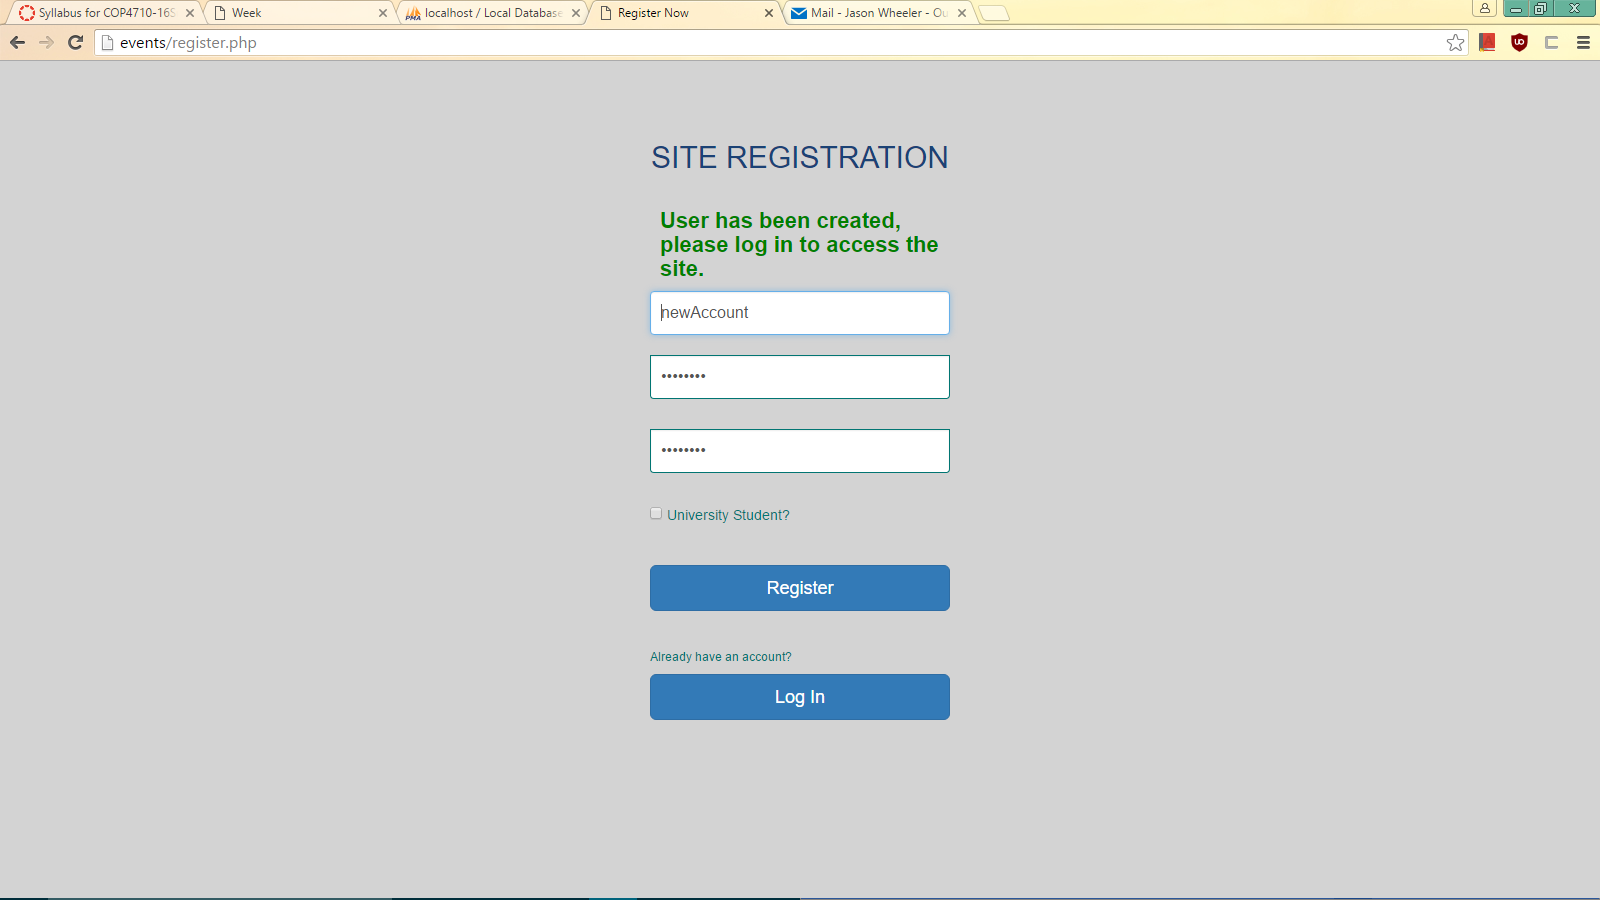 Syllabus for COP4710-16S
Week
localhost / Local Database
Register Now
Mail - Jason Wheeler - Ou
events/register.php
SITE REGISTRATION
User has been created,
please log in to access the
site.
newAccount
••••••••
••••••••
University Student?
Register
Already have an account?
Log In